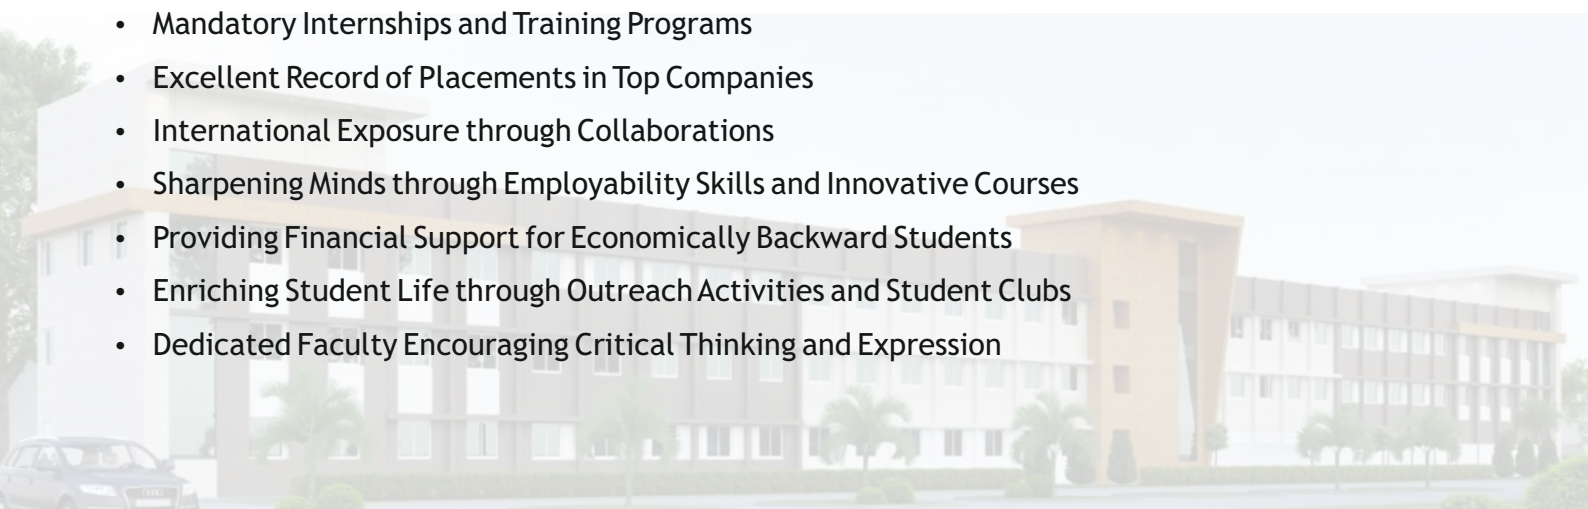 • Mandatory Internships and Training Programs
• Excellent Record of Placements in Top Companies
• International Exposure through Collaborations
• Sharpening Minds through Employability Skills and Innovative Courses
• Providing Financial Support for Economically Backward Students
• Enriching Student Life through Outreach Activities and Student Clubs
• Dedicated Faculty Encouraging Critical Thinking and Expression